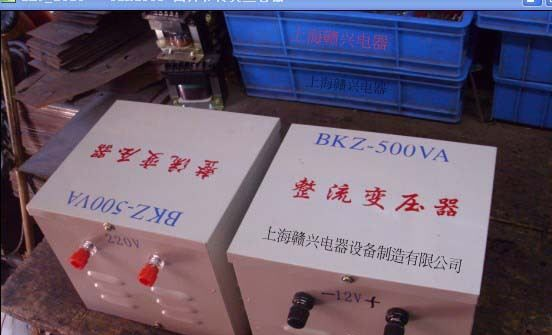 上海赣兴电器
上海赣兴电器
BKZ-500VA
整流变压器
220V
BKZ-500VA
整流变压器
上海赣兴电器设备制造有限公司
－12V＋